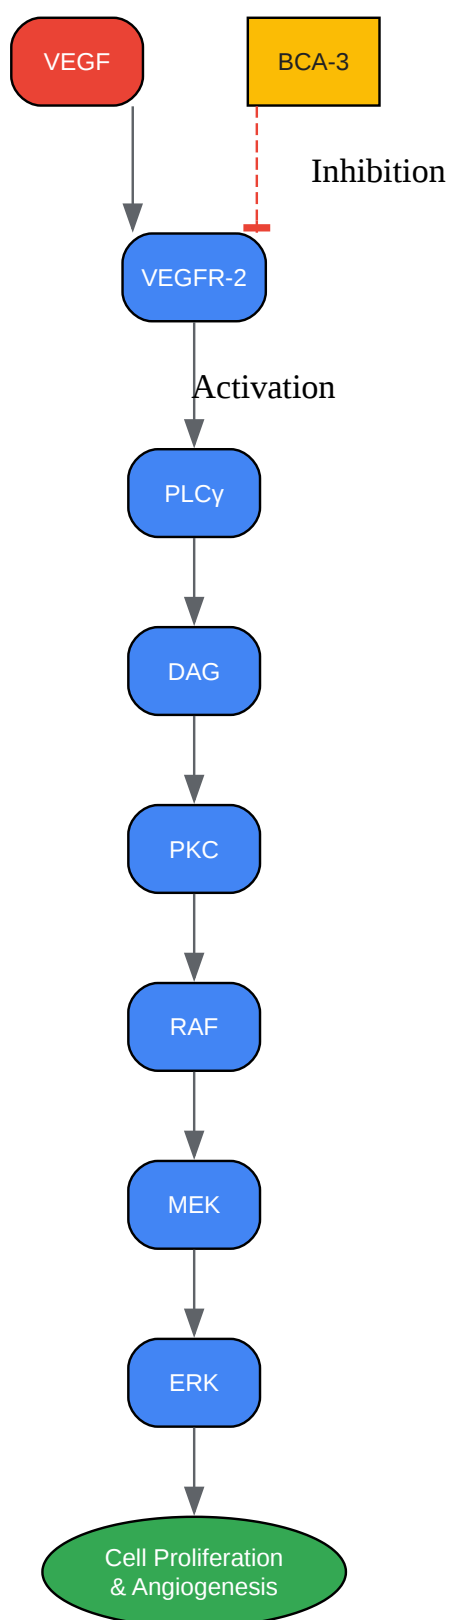 VEGF
BCA-3
Inhibition
VEGFR-2
Activation
PLCγ
DAG
PKC
RAF
MEK
ERK
Cell Proliferation
& Angiogenesis